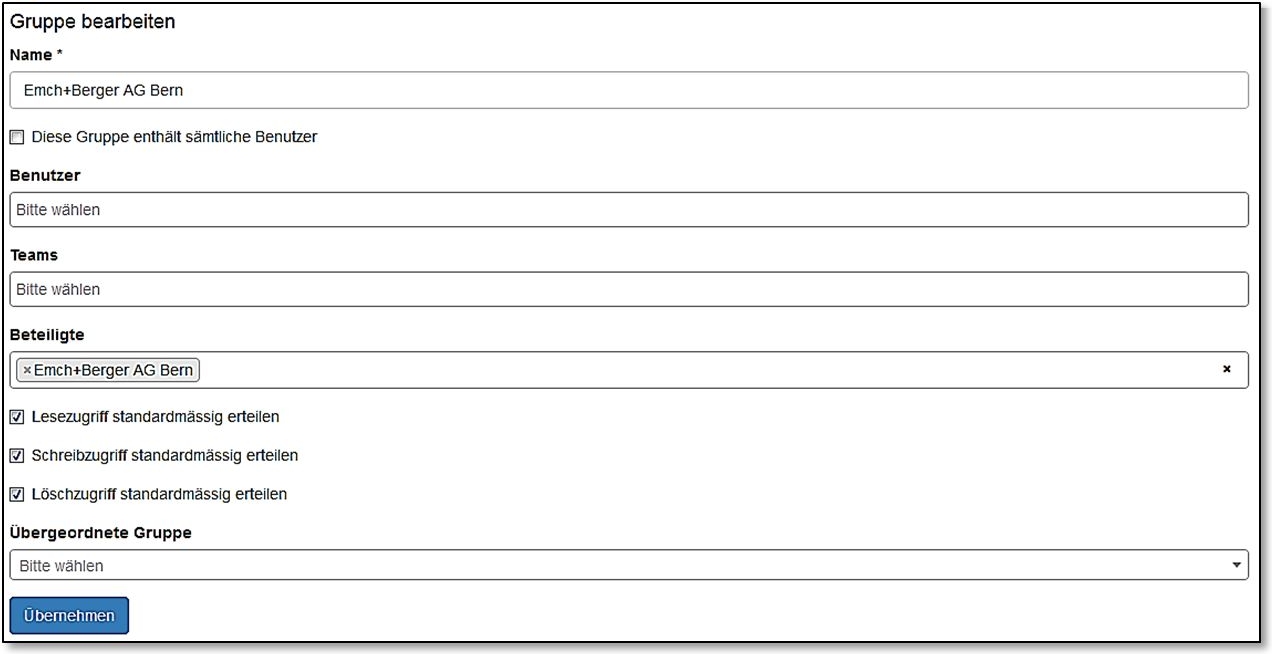 Gruppe bearbeiten
Name *
Emch+Berger AG Bern
Diese Gruppe enthält sämtliche Benutzer
Benutzer
Bitte wählen
Teams
Bitte wählen
Beteiligte
×Emch+Berger AG Bern ×
Lesezugriff standardmässig erteilen
Schreibzugriff standardmässig erteilen
Löschzugriff standardmässig erteilen
Übergeordnete Gruppe
Bitte wählen
Übernehmen